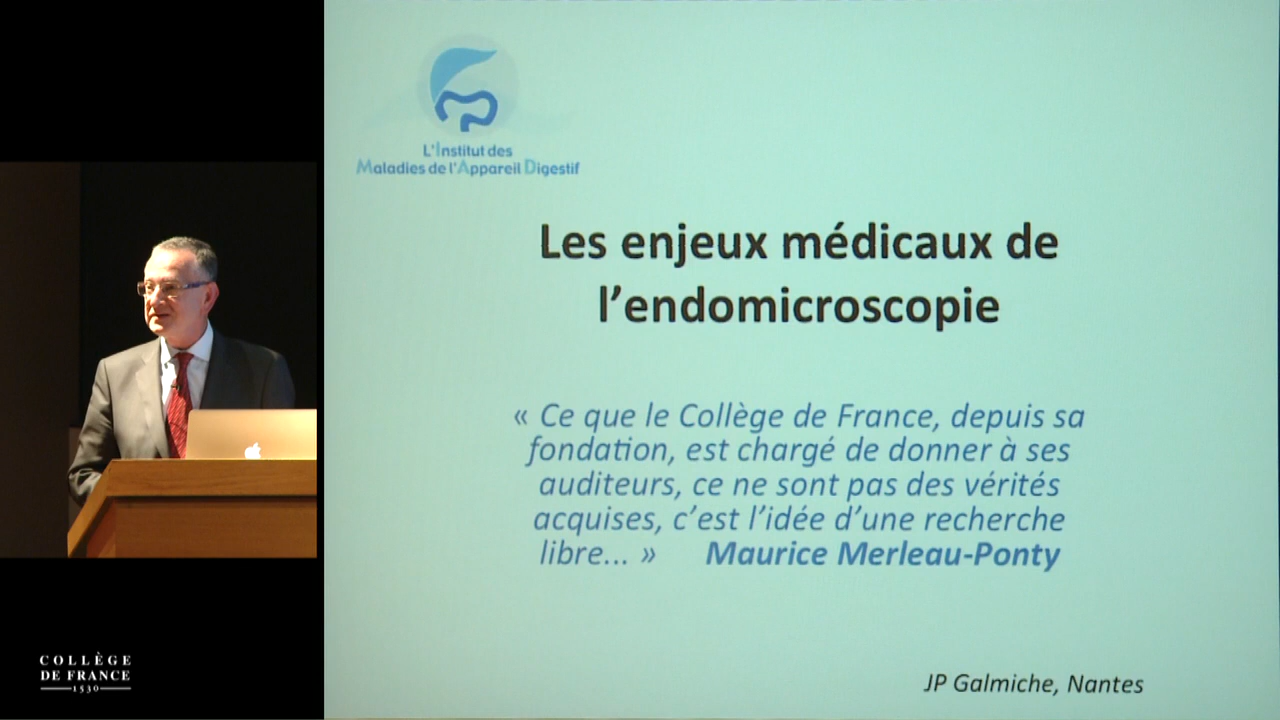 L'Institut des
Maladies de l'Appareil Digestif
Les enjeux médicaux de
l’endomicroscopie
« Ce que le Collège de France, depuis sa
fondation, est chargé de donner à ses
auditeurs, ce ne sont pas des vérités
acquises, c’est l’idée d’une recherche
libre... » Maurice Merleau-Ponty
JP Galmiche, Nantes
COLLÈGE
DE FRANCE
1530